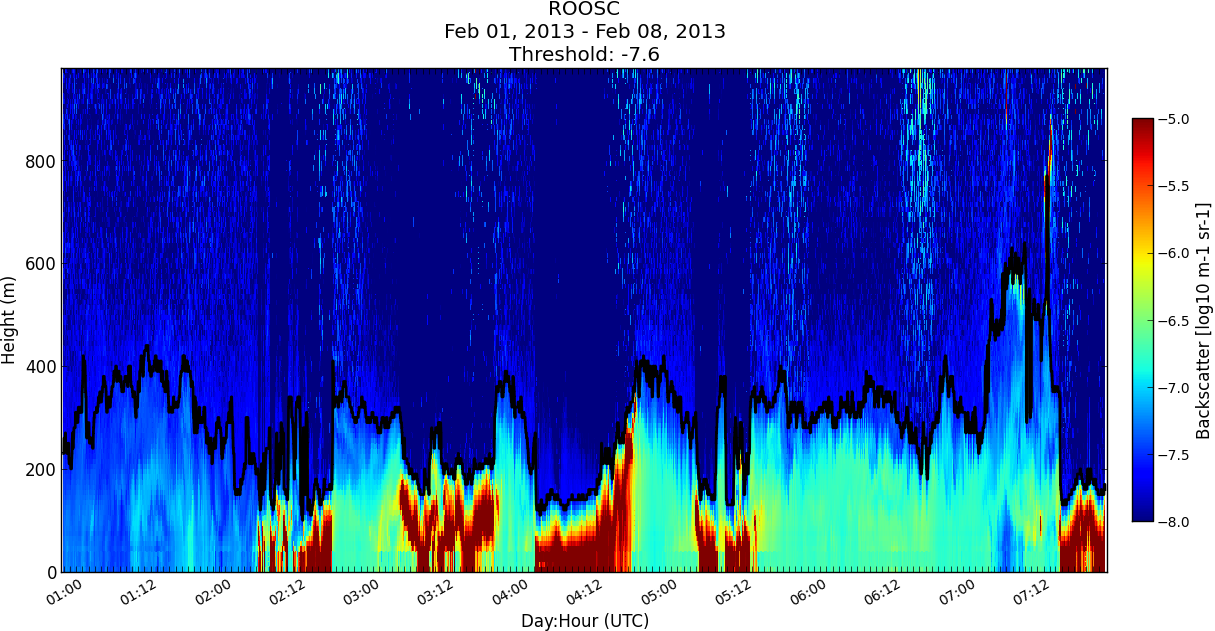 ROOSC
Feb 01, 2013 - Feb 08, 2013
Threshold: -7.6
Height (m)
800
600
400
200
0
01:00 01:12 02:00 02:12 03:00 03:12 04:00 04:12 05:00 05:12 06:00 06:12 07:00 07:12
Day:Hour (UTC)
−5.0
−5.5
−6.0
−6.5
−7.0
−7.5
−8.0
Backscatter [log10 m-1 sr-1]